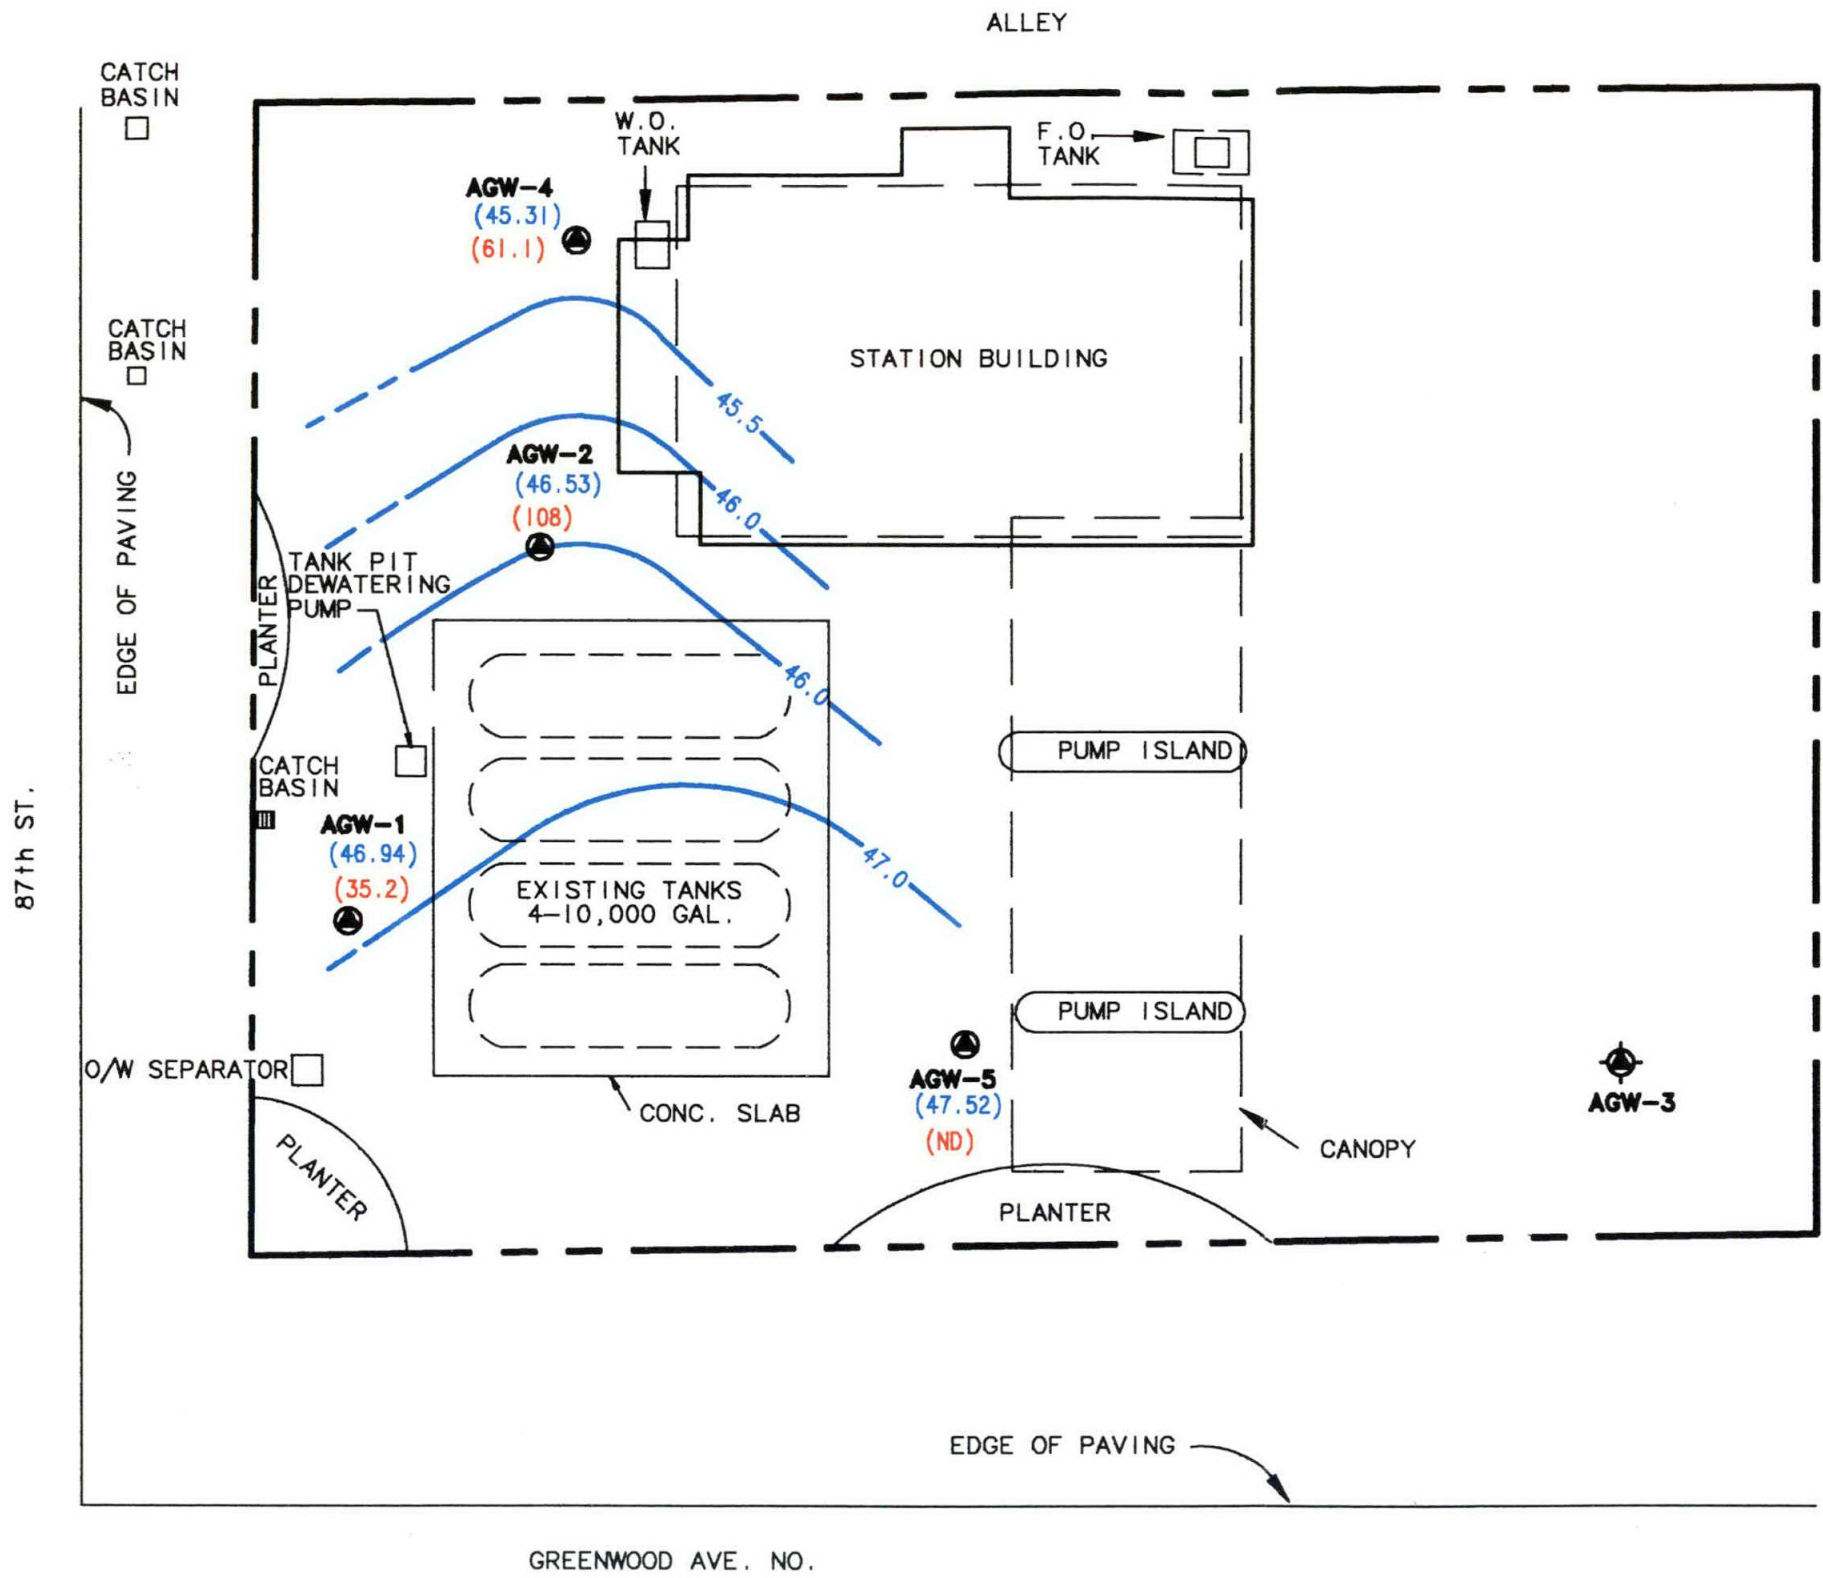 ALLEY
CATCH
BASIN
W.O.
TANK
F.O.
TANK
AGW-4
(45.31)
(61.1)
CATCH
BASIN
STATION BUILDING
45.5
EDGE OF PAVING
AGW-2
(46.53)
(108)
46.0
TANK PIT
DEWATERING
PUMP
PLANTER
46.0
PUMP ISLAND
CATCH
BASIN
87th ST.
AGW-1
(46.94)
(35.2)
47.0
EXISTING TANKS
4-10,000 GAL.
PUMP ISLAND
O/W SEPARATOR
AGW-5
(47.52)
(ND)
AGW-3
CONC. SLAB
CANOPY
PLANTER
PLANTER
EDGE OF PAVING
GREENWOOD AVE. NO.